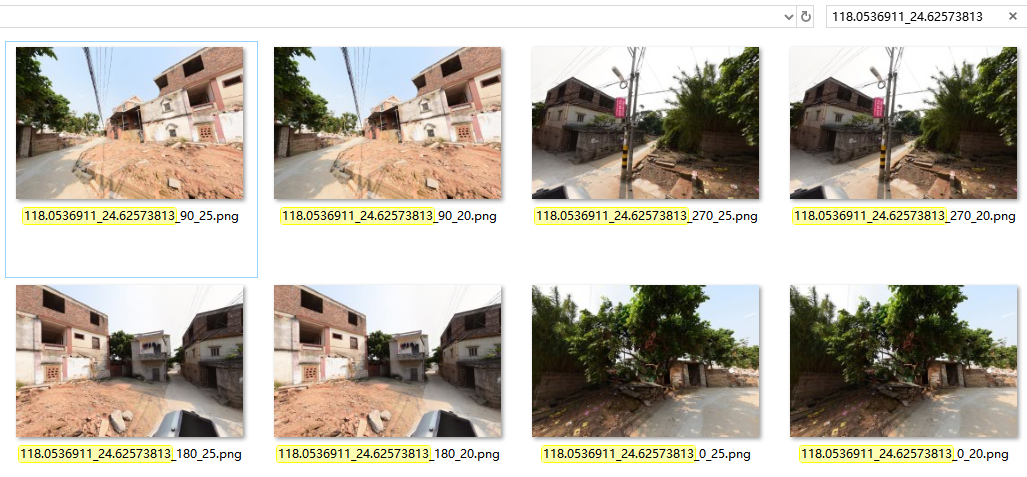 118.0536911_24.62573813
118.0536911_24.62573813_90_25.png
118.0536911_24.62573813_90_20.png
118.0536911_24.62573813_270_25.png
118.0536911_24.62573813_270_20.png
118.0536911_24.62573813_180_25.png
118.0536911_24.62573813_180_20.png
118.0536911_24.62573813_0_25.png
118.0536911_24.62573813_0_20.png